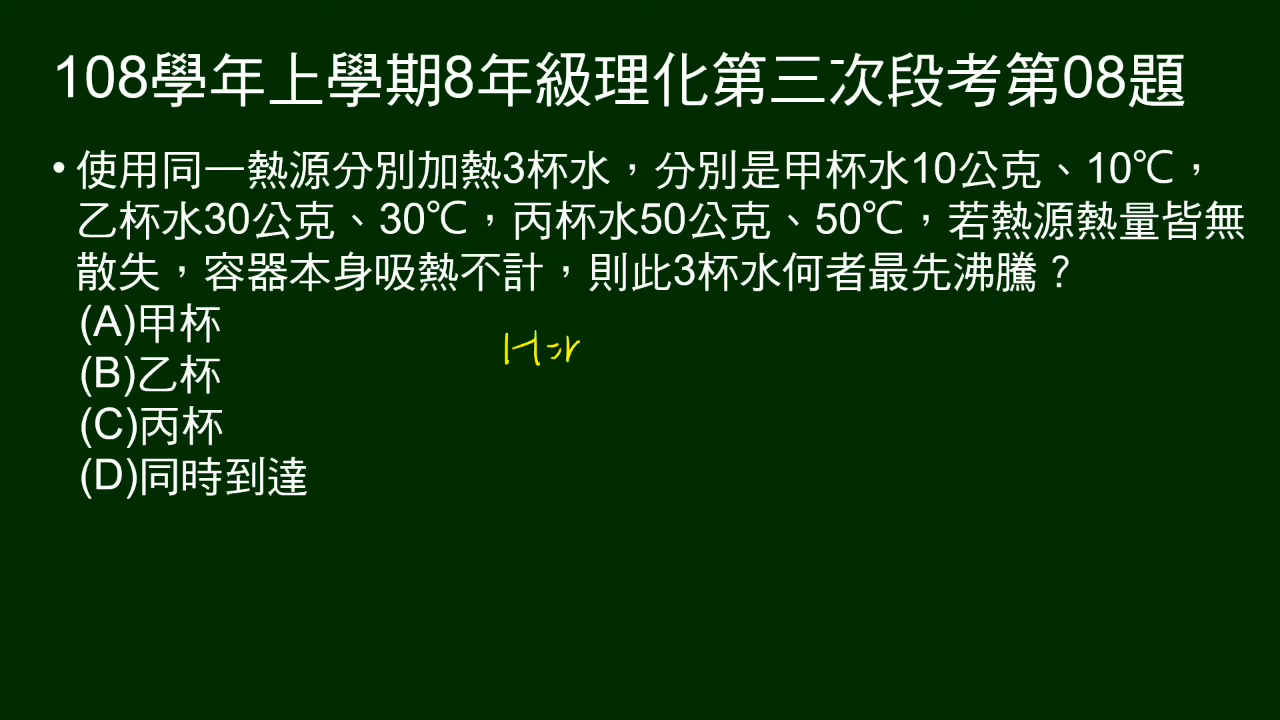 108學年上學期8年級理化第三次段考第08題
• 使用同一熱源分別加熱3杯水，分別是甲杯水10公克、10℃，
乙杯水30公克、30℃，丙杯水50公克、50℃，若熱源熱量皆無
散失，容器本身吸熱不計，則此3杯水何者最先沸騰？
(A)甲杯
(B)乙杯
(C)丙杯
(D)同時到達